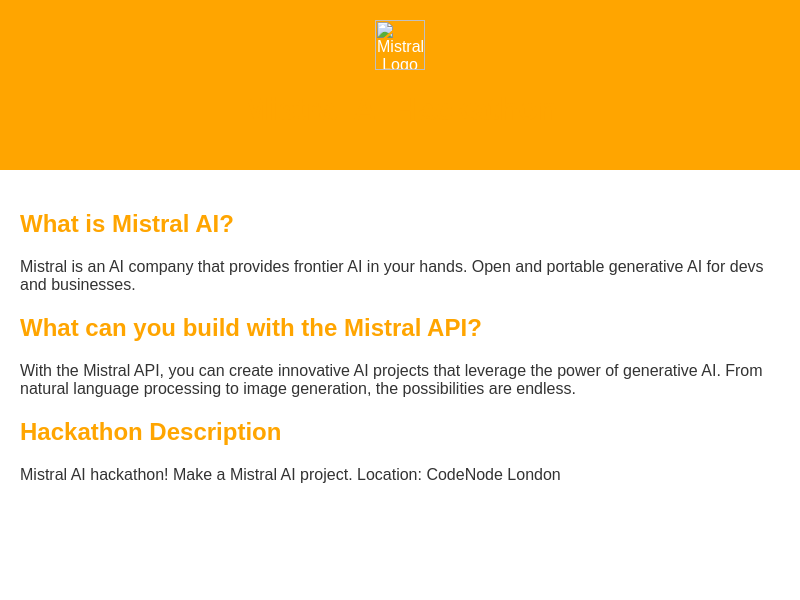 Mistral
Logo
What is Mistral AI?
Mistral is an AI company that provides frontier AI in your hands. Open and portable generative AI for devs
and businesses.
What can you build with the Mistral API?
With the Mistral API, you can create innovative AI projects that leverage the power of generative AI. From
natural language processing to image generation, the possibilities are endless.
Hackathon Description
Mistral AI hackathon! Make a Mistral AI project. Location: CodeNode London